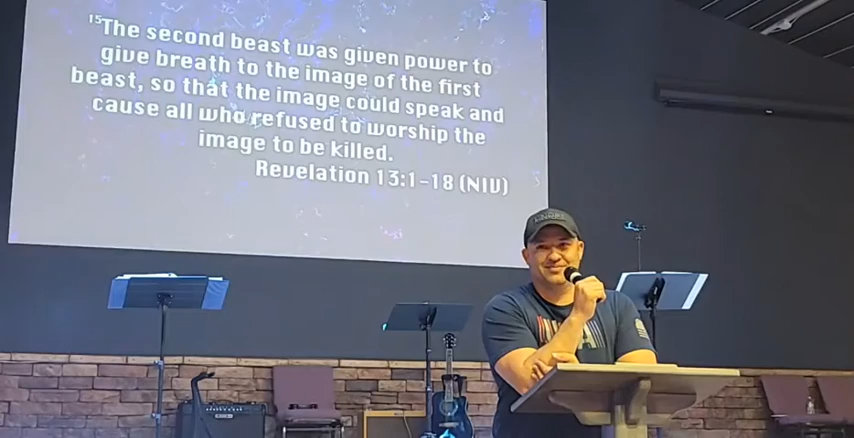 ¹⁵The second beast was given power to
give breath to the image of the first
beast, so that the image could speak and
cause all who refused to worship the
image to be killed.
Revelation 13:1-18 (NIV)